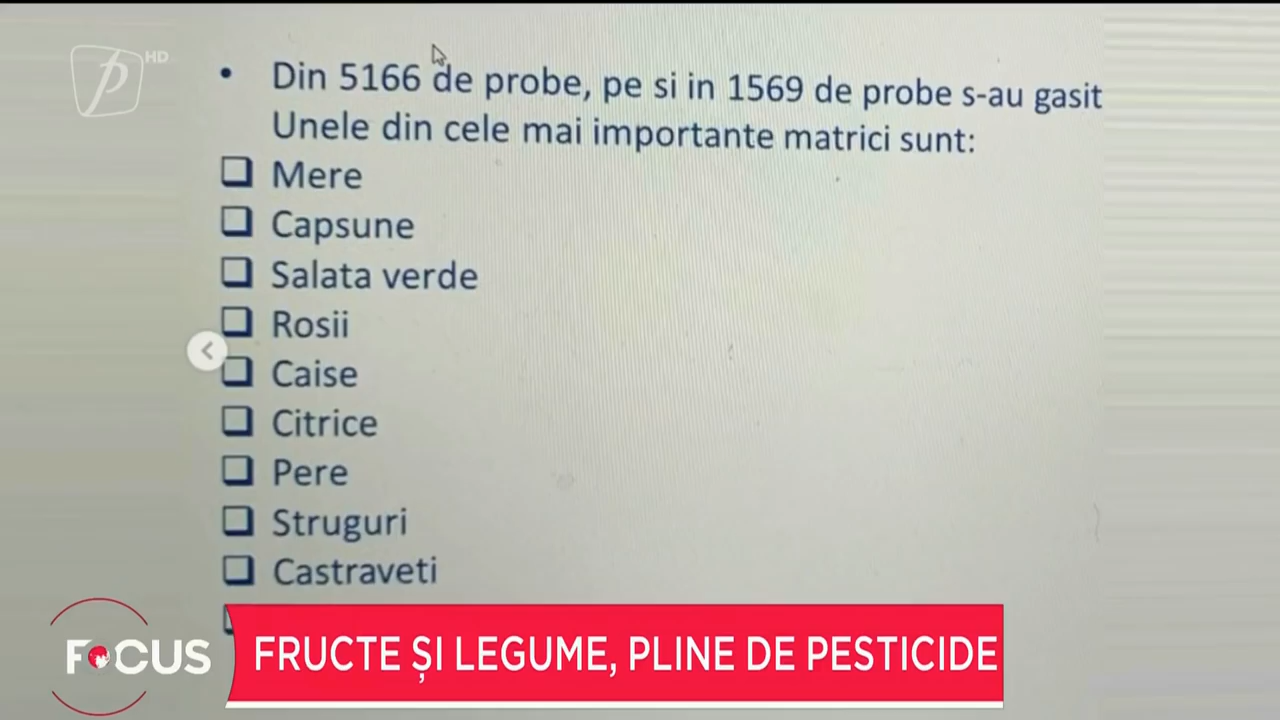 p HD
• Din 5166 de probe, pe si in 1569 de probe s-au gasit
Unele din cele mai importante matrici sunt:
Mere
Capsune
Salata verde
Rosii
Caise
Citrice
Pere
Struguri
Castraveti
FOCUS
FRUCTE ȘI LEGUME, PLINE DE PESTICIDE